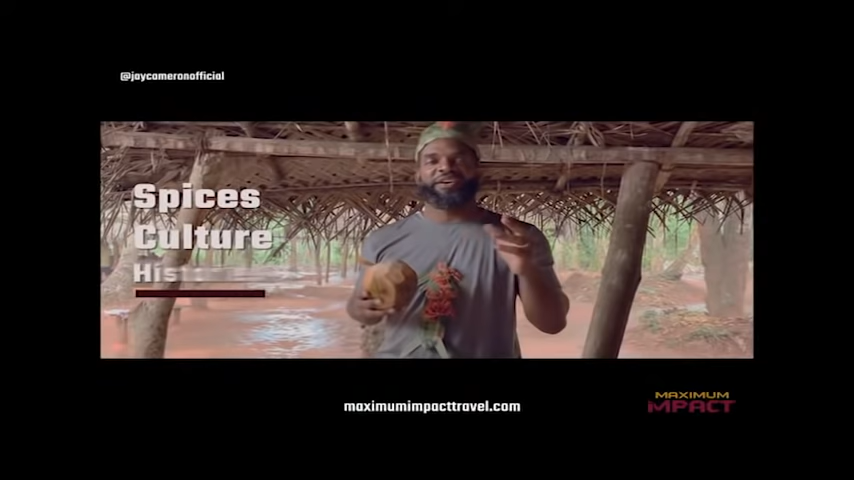 @jaycameronofficial
Spices
Culture
maximumimpacttravel.com
MAXIMUM
IMPACT